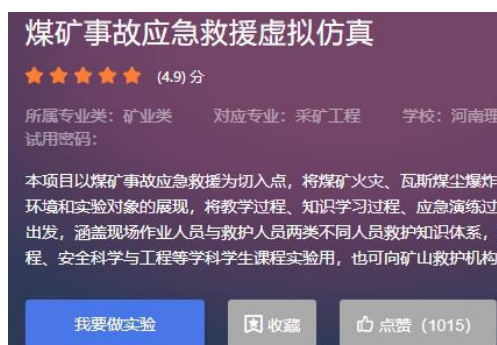 煤矿事故应急救援虚拟仿真
(4.9) 分
所属专业类：矿业类 对应专业：采矿工程 学校：河南理
试用密码：
本项目以煤矿事故应急救援为切入点，将煤矿火灾、瓦斯煤尘爆炸
环境和实验对象的展现，将教学过程、知识学习过程、应急演练过
出发，涵盖现场作业人员与救护人员两类不同人员救护知识体系，
程、安全科学与工程等学科学生课程实验用，也可向矿山救护机构
我要做实验 收藏 点赞（1015）